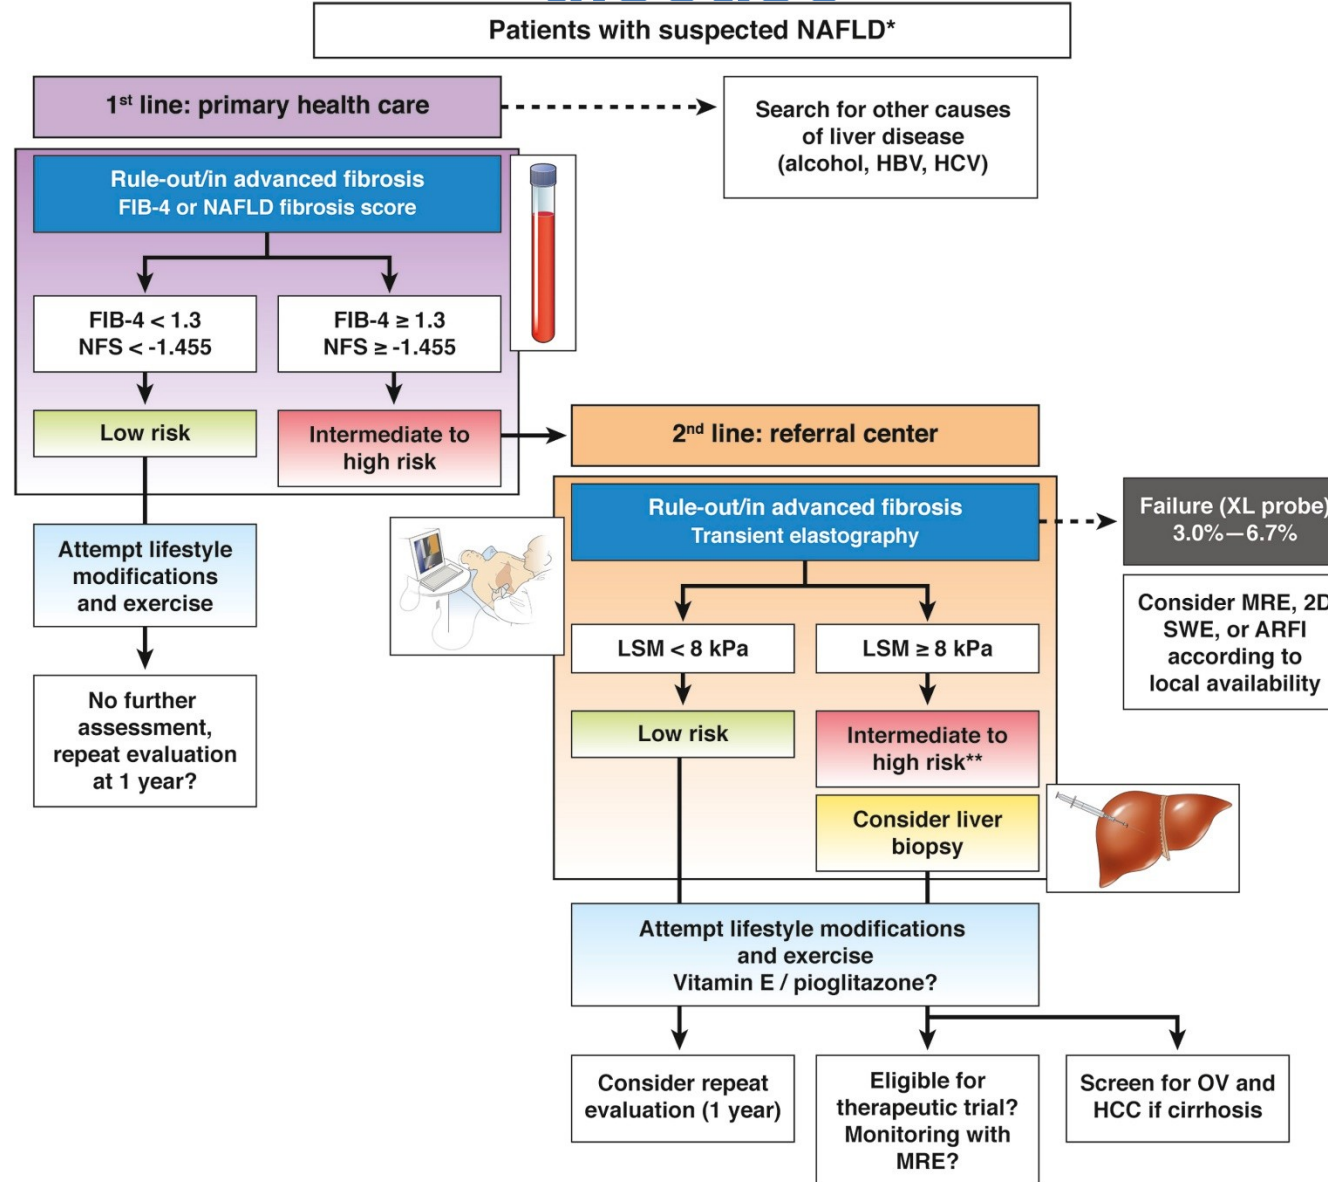 Patients with suspected NAFLD*
1st line: primary health care
Search for other causes
of liver disease
(alcohol, HBV, HCV)
Rule-out/in advanced fibrosis
FIB-4 or NAFLD fibrosis score
FIB-4 < 1.3
NFS < -1.455
FIB-4 ≥ 1.3
NFS ≥ -1.455
Low risk
Intermediate to
high risk
2nd line: referral center
Attempt lifestyle
modifications
and exercise
No further
assessment,
repeat evaluation
at 1 year?
Rule-out/in advanced fibrosis
Transient elastography
Failure (XL probe)
3.0%—6.7%
Consider MRE, 2D
SWE, or ARFI
according to
local availability
LSM < 8 kPa
LSM ≥ 8 kPa
Low risk
Intermediate to
high risk**
Consider liver
biopsy
Attempt lifestyle modifications
and exercise
Vitamin E / pioglitazone?
Consider repeat
evaluation (1 year)
Eligible for
therapeutic trial?
Monitoring with
MRE?
Screen for OV and
HCC if cirrhosis